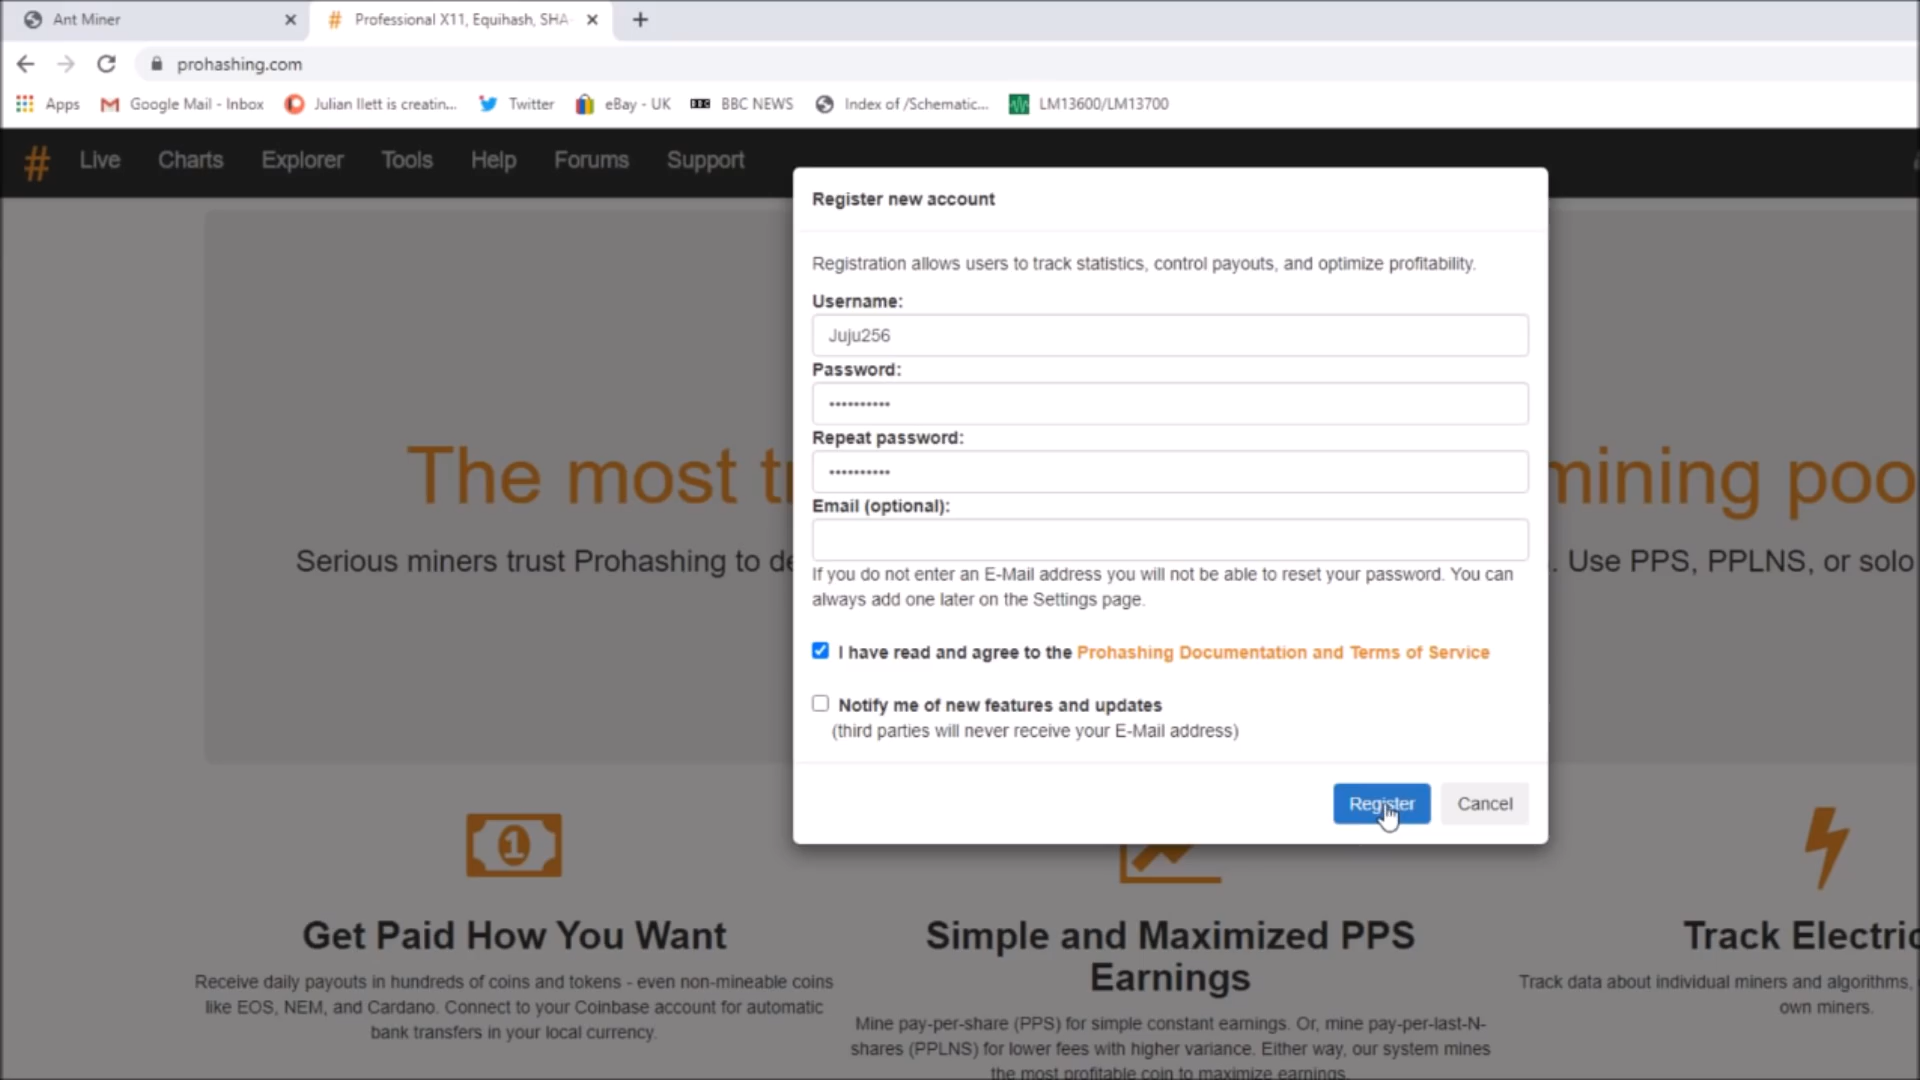 Ant Miner
Professional X11, Equihash, SHA
prohashing.com
Apps
Google Mail - Inbox
Julian Ilett is creatin...
Twitter
eBay - UK
BBC NEWS
Index of /Schematic...
LM13600/LM13700
# Live Charts Explorer Tools Help Forums Support
Register new account
Registration allows users to track statistics, control payouts, and optimize profitability.
Username:
Juju256
Password:
••••••••••
Repeat password:
••••••••••
Email (optional):
If you do not enter an E-Mail address you will not be able to reset your password. You can
always add one later on the Settings page.
I have read and agree to the Prohashing Documentation and Terms of Service
Notify me of new features and updates
(third parties will never receive your E-Mail address)
Register
Cancel
The most
mining
Serious miners trust Prohashing to
. Use PPS, PPLNS, or solo
1
Get Paid How You Want
Receive daily payouts in hundreds of coins and tokens - even non-mineable coins
like EOS, NEM, and Cardano. Connect to your Coinbase account for automatic
bank transfers in your local currency.
Simple and Maximized PPS
Earnings
Mine pay-per-share (PPS) for simple constant earnings. Or, mine pay-per-last-N-
shares (PPLNS) for lower fees with higher variance. Either way, our system mines
the most profitable coin to maximize earnings.
Track
Track data about individual miners and algorithms,
own miners.